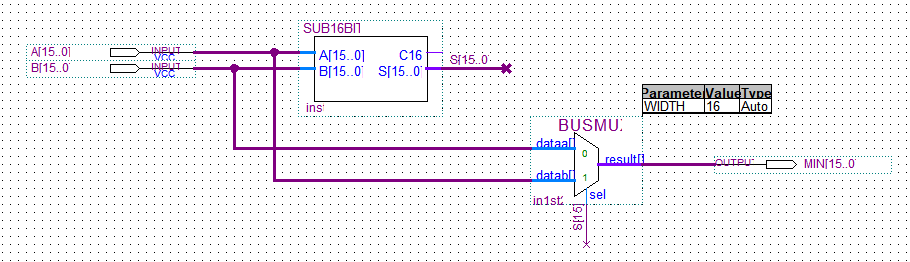 SUB16BIT
A[15..0] INPUT
VCC
B[15..0 INPUT
VCC
A[15..0] C16
B[15..0] S[15..0]
S[15..0]
inst
Parameter Value Type
WIDTH 16 Auto
BUSMUX
dataa[]
0
result[]
OUTPUT MIN[15..0
datab[]
1
sel
inst2
S[15]